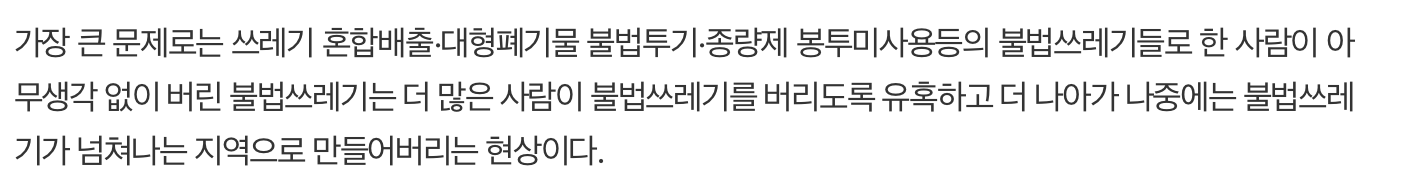 가장 큰 문제로는 쓰레기 혼합배출·대형폐기물 불법투기·종량제 봉투미사용등의 불법쓰레기들로 한 사람이 아
무생각 없이 버린 불법쓰레기는 더 많은 사람이 불법쓰레기를 버리도록 유혹하고 더 나아가 나중에는 불법쓰레
기가 넘쳐나는 지역으로 만들어버리는 현상이다.